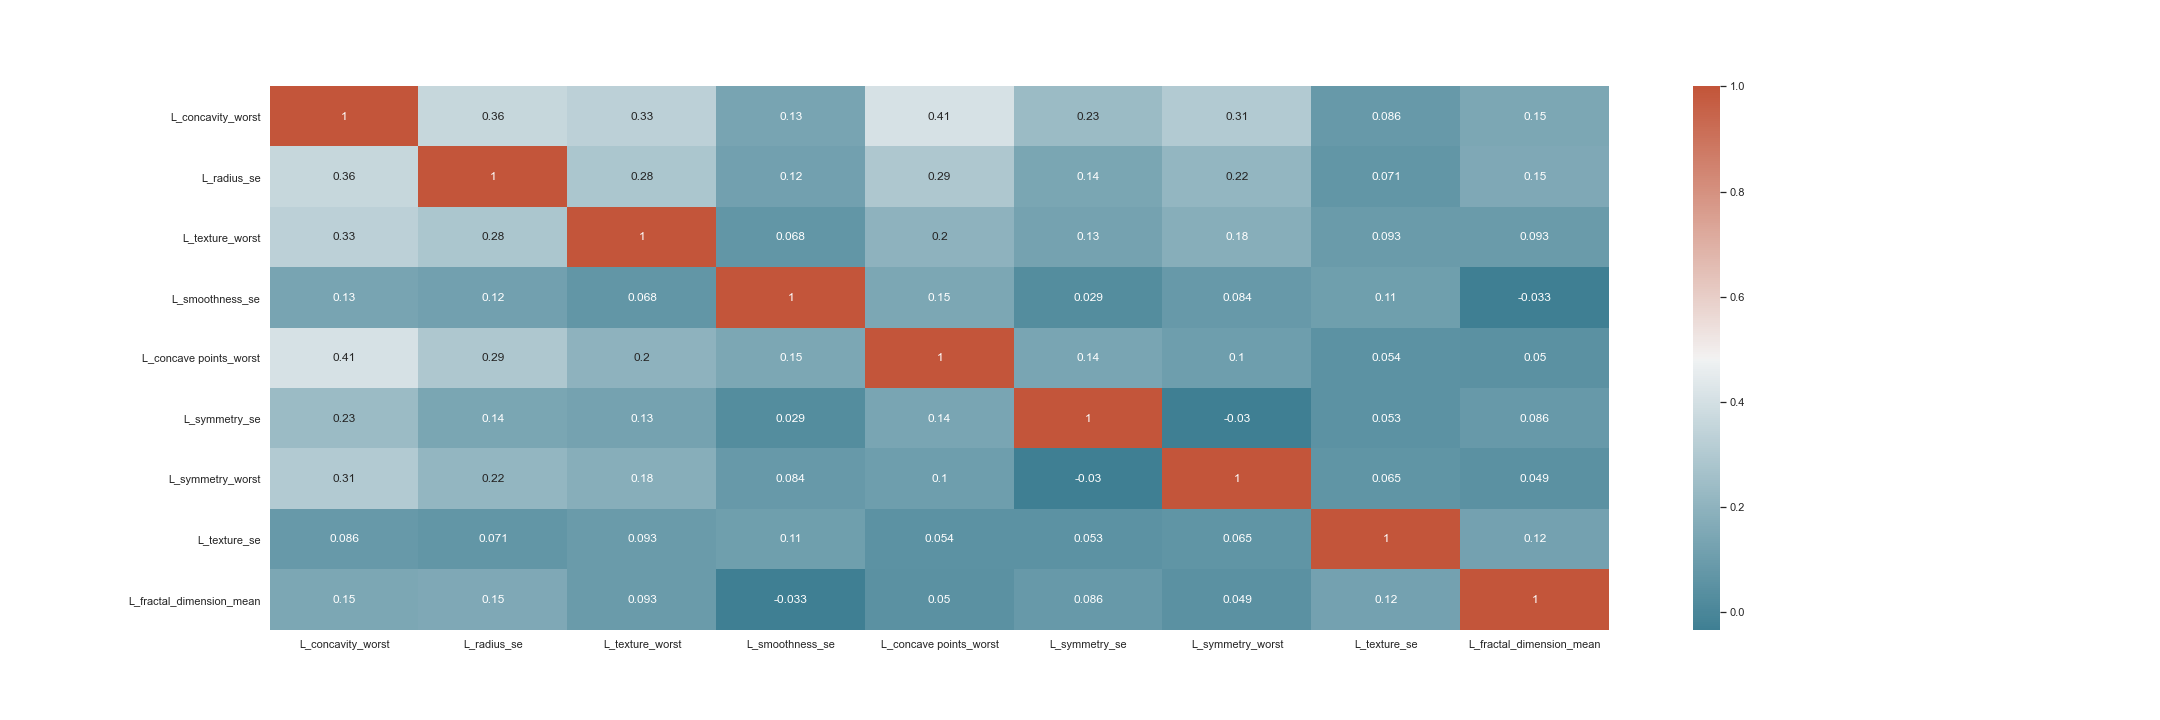 L_concavity_worst 1 0.36 0.33 0.13 0.41 0.23 0.31 0.086 0.15
L_radius_se 0.36 1 0.28 0.12 0.29 0.14 0.22 0.071 0.15
L_texture_worst 0.33 0.28 1 0.068 0.2 0.13 0.18 0.093 0.093
L_smoothness_se 0.13 0.12 0.068 1 0.15 0.029 0.084 0.11 -0.033
L_concave points_worst 0.41 0.29 0.2 0.15 1 0.14 0.1 0.054 0.05
L_symmetry_se 0.23 0.14 0.13 0.029 0.14 1 -0.03 0.053 0.086
L_symmetry_worst 0.31 0.22 0.18 0.084 0.1 -0.03 1 0.065 0.049
L_texture_se 0.086 0.071 0.093 0.11 0.054 0.053 0.065 1 0.12
L_fractal_dimension_mean 0.15 0.15 0.093 -0.033 0.05 0.086 0.049 0.12 1
L_concavity_worst L_radius_se L_texture_worst L_smoothness_se L_concave points_worst L_symmetry_se L_symmetry_worst L_texture_se L_fractal_dimension_mean
1.0
0.8
0.6
0.4
0.2
0.0